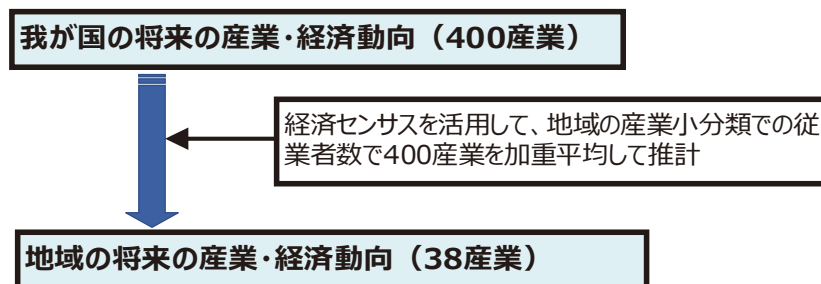 我が国の将来の産業・経済動向（400産業）
経済センサスを活用して、地域の産業小分類での従
業者数で400産業を加重平均して推計
地域の将来の産業・経済動向（38産業）